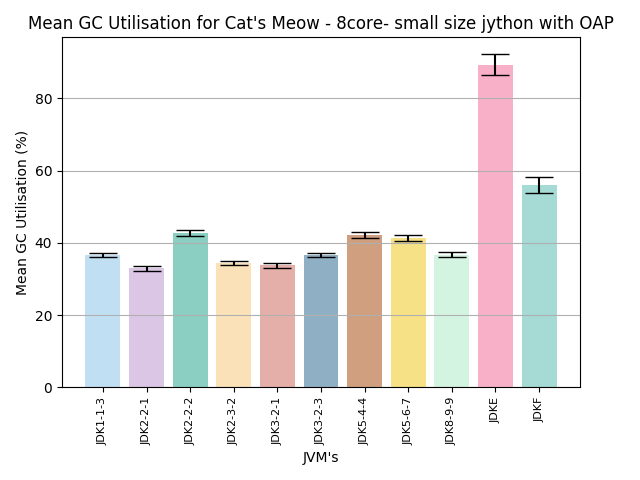 Mean GC Utilisation for Cat's Meow - 8core- small size jython with OAP
Mean GC Utilisation (%)
80
60
40
20
0
JDK1-1-3
JDK2-2-1
JDK2-2-2
JDK2-3-2
JDK3-2-1
JDK3-2-3
JDK5-4-4
JDK5-6-7
JDK8-9-9
JDKE
JDKF
JVM's